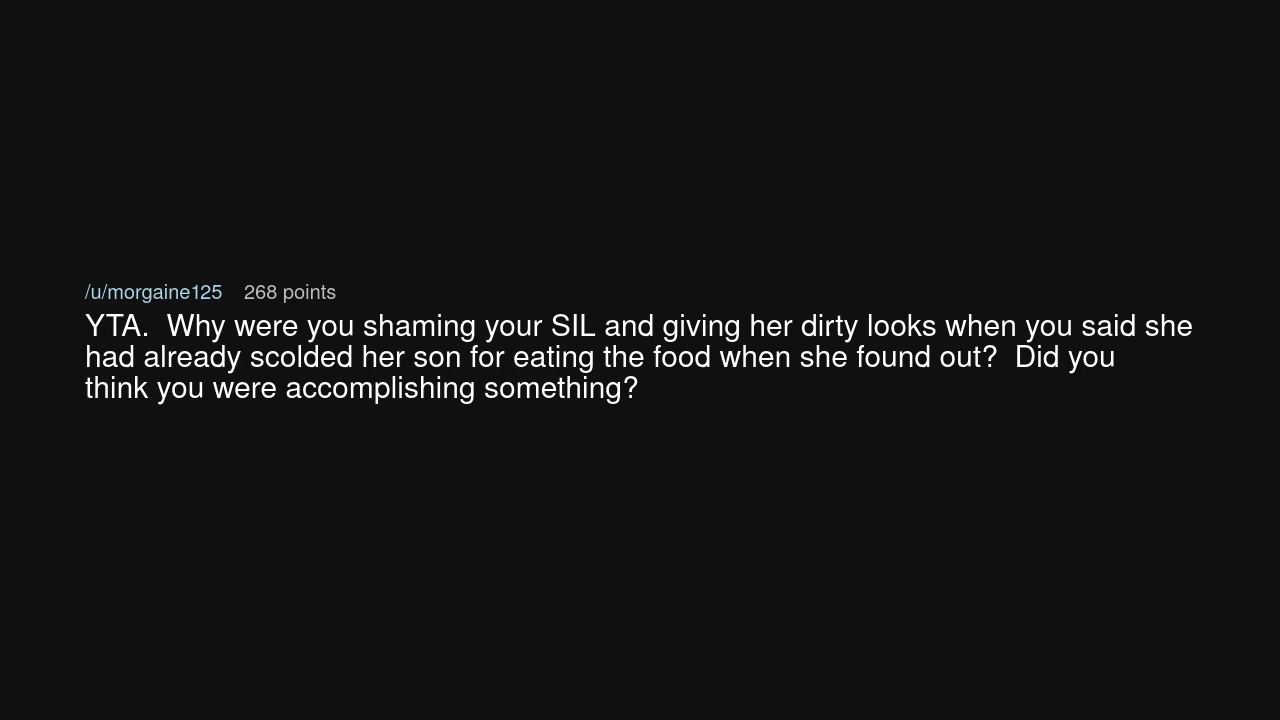 /u/morgaine125 268 points
YTA.  Why were you shaming your SIL and giving her dirty looks when you said she
had already scolded her son for eating the food when she found out?  Did you
think you were accomplishing something?